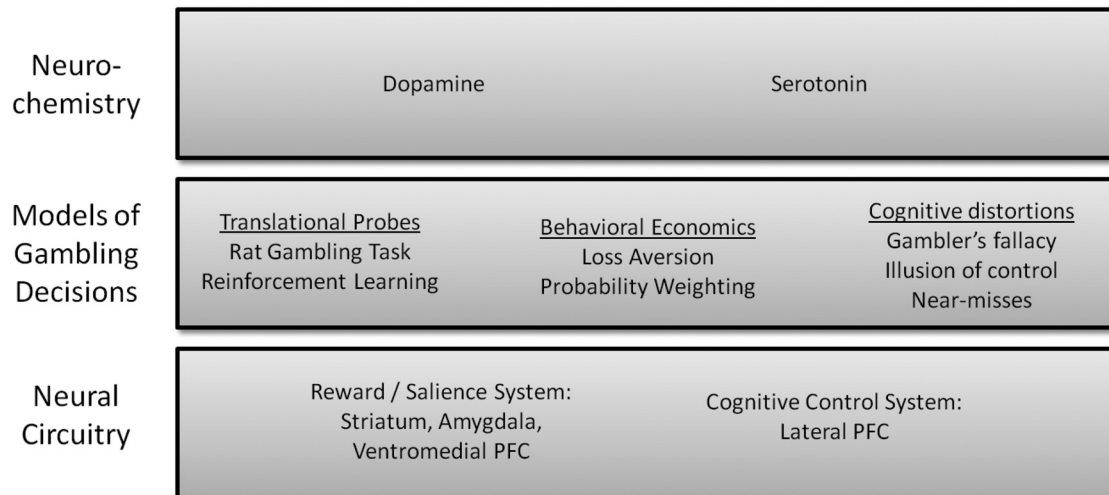 Neuro-
chemistry
Dopamine
Serotonin
Models of
Gambling
Decisions
Translational Probes
Rat Gambling Task
Reinforcement Learning
Behavioral Economics
Loss Aversion
Probability Weighting
Cognitive distortions
Gambler’s fallacy
Illusion of control
Near-misses
Neural
Circuitry
Reward / Salience System:
Striatum, Amygdala,
Ventromedial PFC
Cognitive Control System:
Lateral PFC